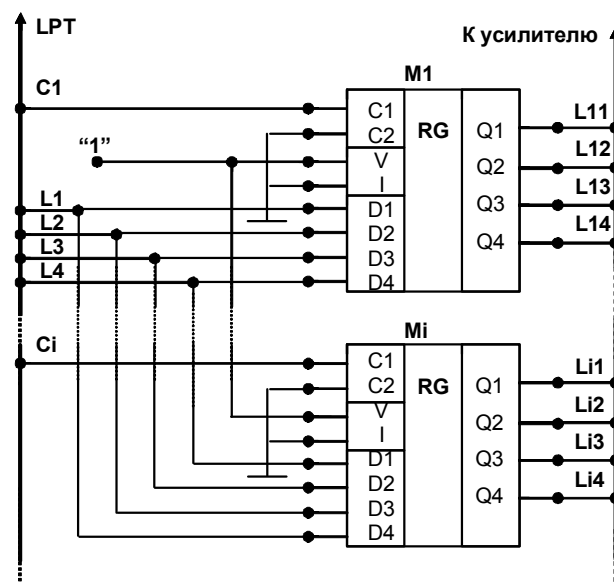 LPT
К усилителю
C1
M1
"1"
C1
C2
V
I
D1
D2
D3
D4
RG
Q1
Q2
Q3
Q4
L11
L12
L13
L14
L1
L2
L3
L4
Ci
Mi
C1
C2
V
I
D1
D2
D3
D4
RG
Q1
Q2
Q3
Q4
Li1
Li2
Li3
Li4